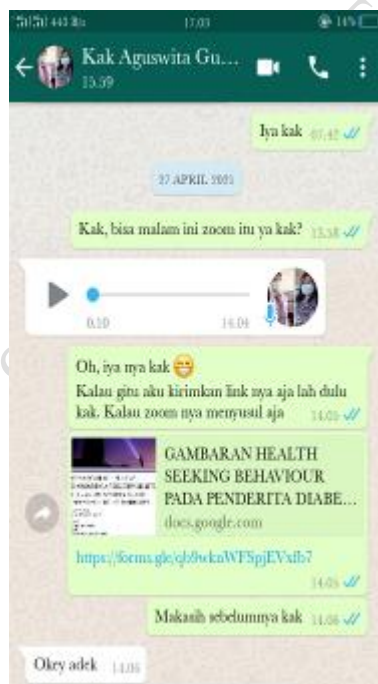 17.03
Kak Aguswita Gu...
13.59
Iya kak 07.42
27 APRIL 2021
Kak, bisa malam ini zoom itu ya kak? 13.58
0.10 14.04
Oh, iya nya kak
Kalau gitu aku kirimkan link nya aja lah dulu
kak. Kalau zoom nya menyusul aja 14.05
GAMBARAN HEALTH
SEEKING BEHAVIOUR
PADA PENDERITA DIABE...
docs.google.com
14.05
Makasih sebelumnya kak 14.06
Okey adek 14.06